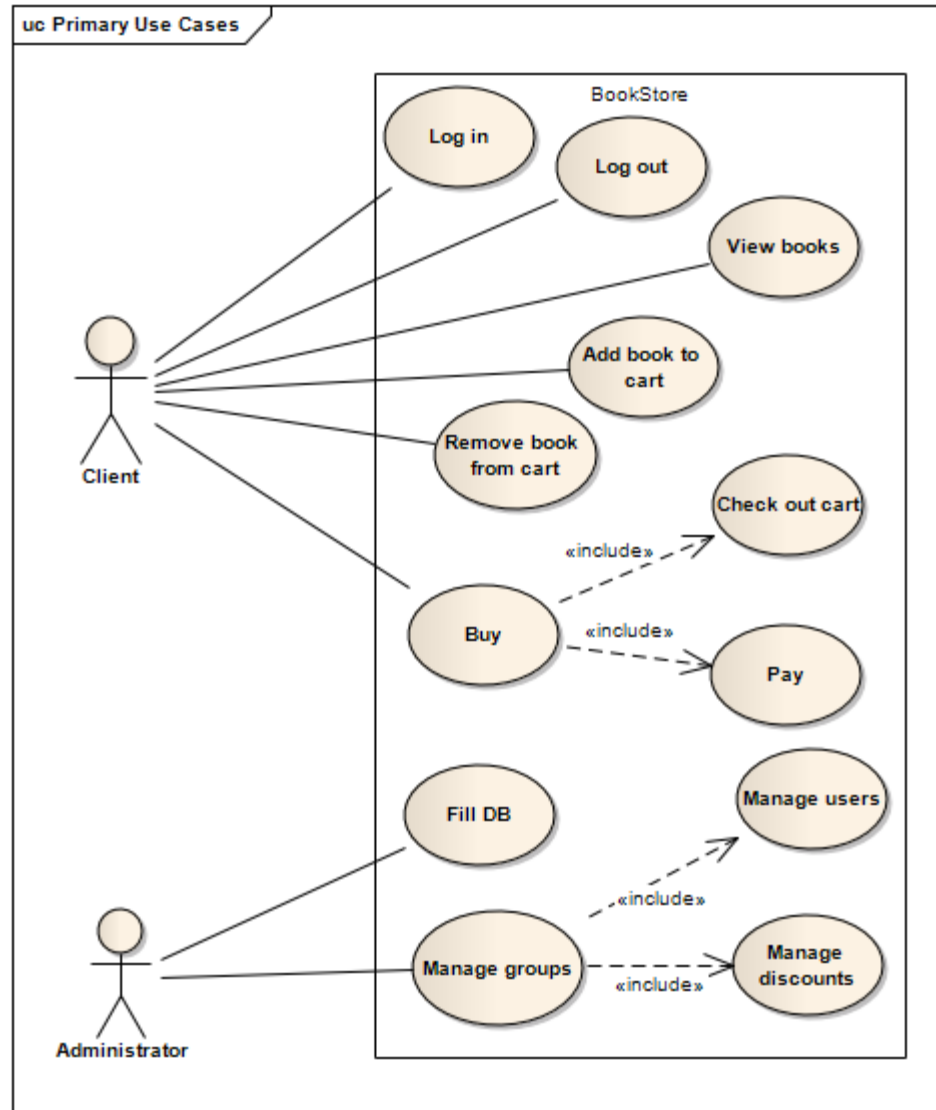 uc Primary Use Cases
BookStore
Log in
Log out
View books
Add book to
cart
Remove book
from cart
Client
Check out cart
«include»
Buy
«include»
Pay
Manage users
Fill DB
«include»
Manage groups
Manage
discounts
«include»
Administrator